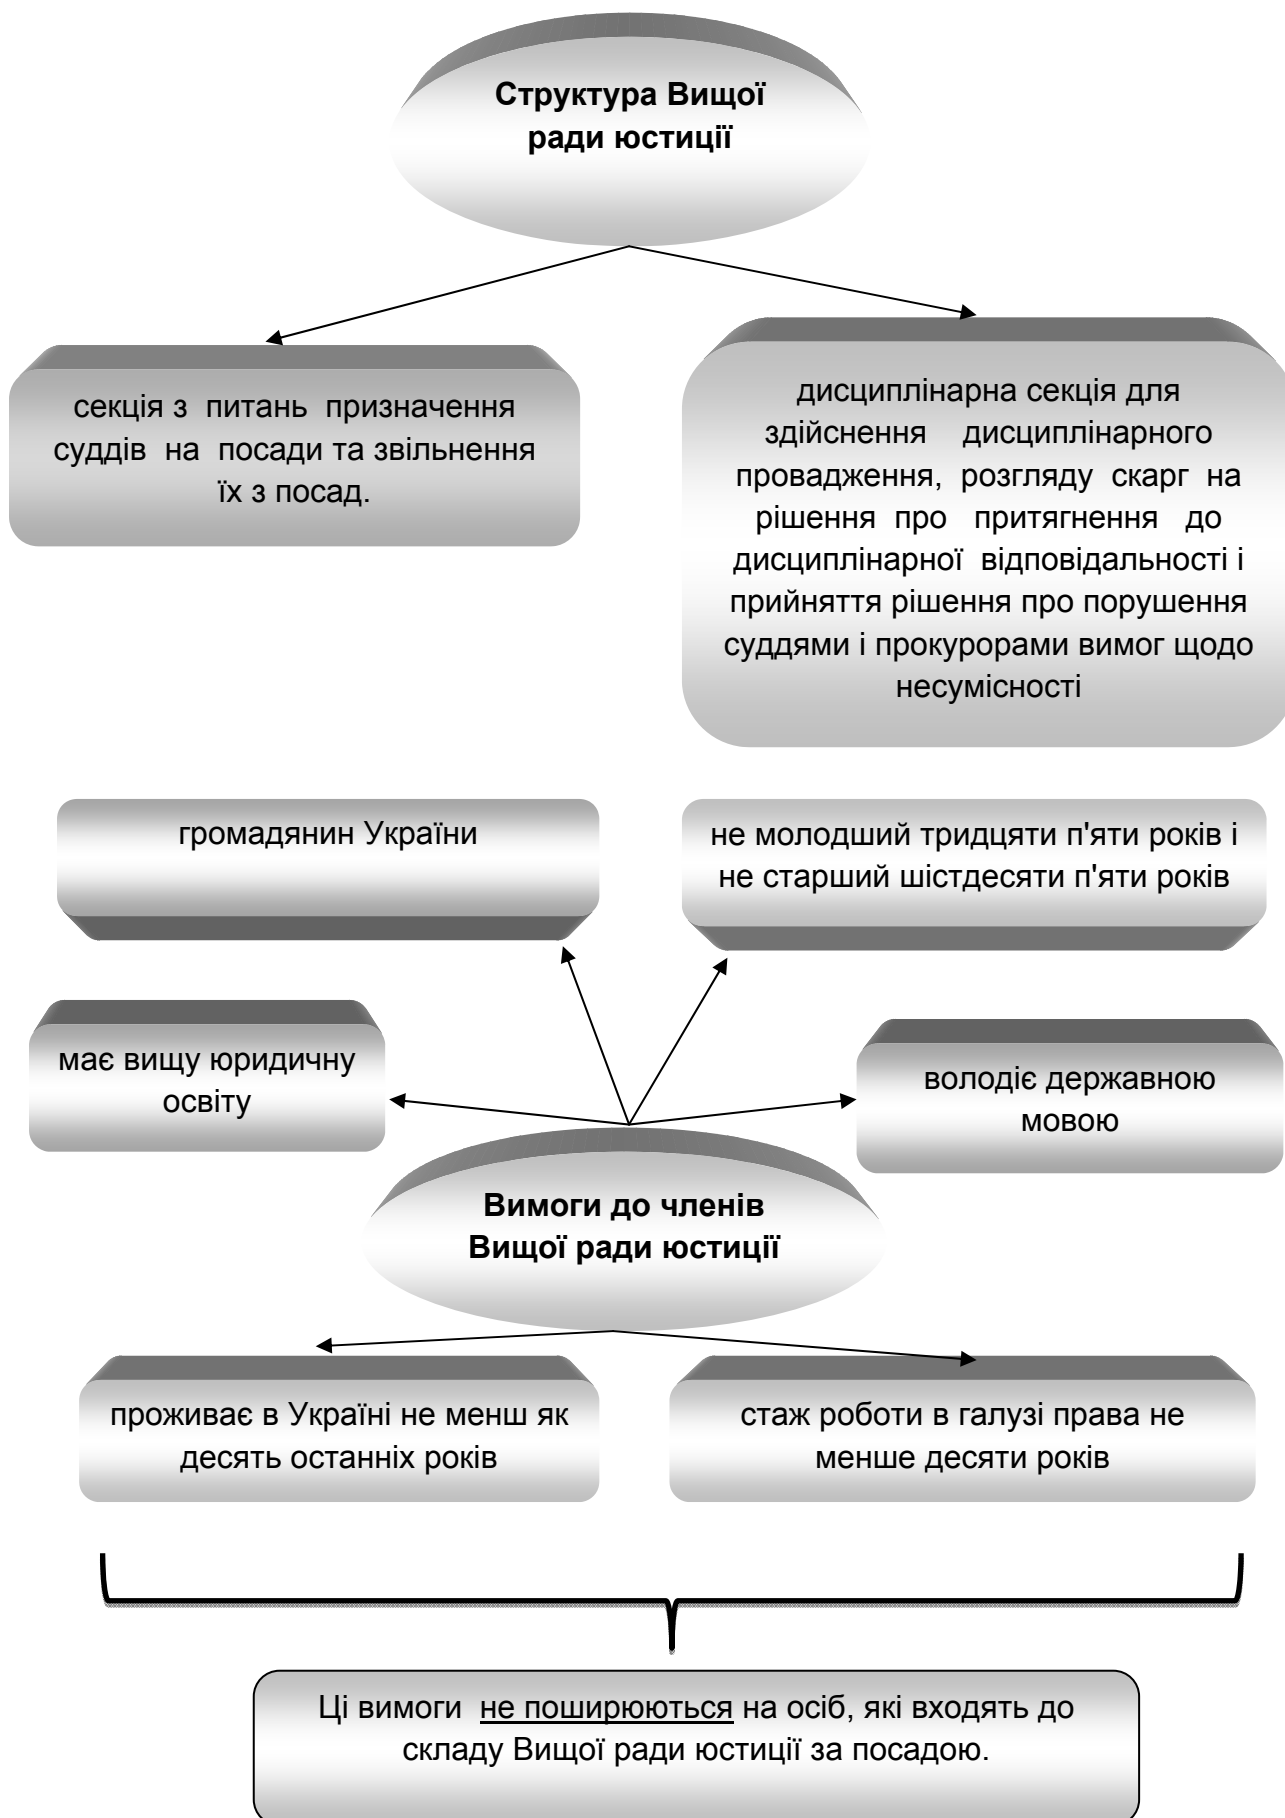 Структура Вищої
ради юстиції
секція з питань призначення
суддів на посади та звільнення
їх з посад.
дисциплінарна секція для
здійснення дисциплінарного
провадження, розгляду скарг на
рішення про притягнення до
дисциплінарної відповідальності і
прийняття рішення про порушення
суддями і прокурорами вимог щодо
несумісності
громадянин України
не молодший тридцяти п'яти років і
не старший шістдесяти п'яти років
має вищу юридичну
освіту
володіє державною
мовою
Вимоги до членів
Вищої ради юстиції
проживає в Україні не менш як
десять останніх років
стаж роботи в галузі права не
менше десяти років
Ці вимоги не поширюються на осіб, які входять до
складу Вищої ради юстиції за посадою.